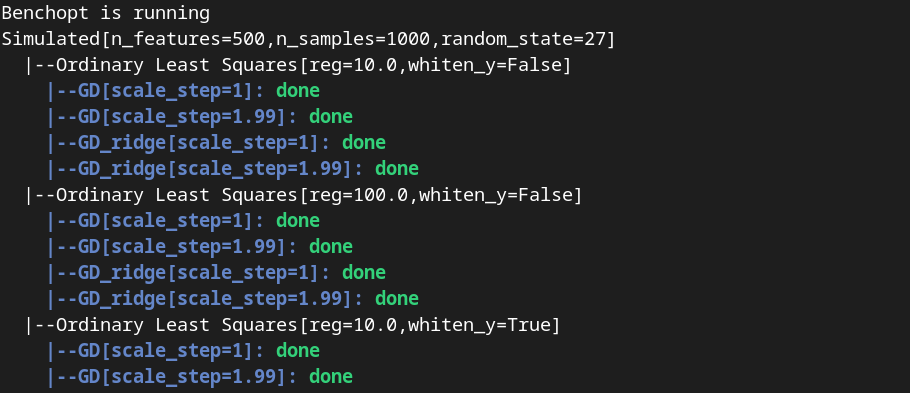 Benchopt is running
Simulated[n_features=500,n_samples=1000,random_state=27]
  |--Ordinary Least Squares[reg=10.0,whiten_y=False]
    |--GD[scale_step=1]: done
    |--GD[scale_step=1.99]: done
    |--GD_ridge[scale_step=1]: done
    |--GD_ridge[scale_step=1.99]: done
  |--Ordinary Least Squares[reg=100.0,whiten_y=False]
    |--GD[scale_step=1]: done
    |--GD[scale_step=1.99]: done
    |--GD_ridge[scale_step=1]: done
    |--GD_ridge[scale_step=1.99]: done
  |--Ordinary Least Squares[reg=10.0,whiten_y=True]
    |--GD[scale_step=1]: done
    |--GD[scale_step=1.99]: done